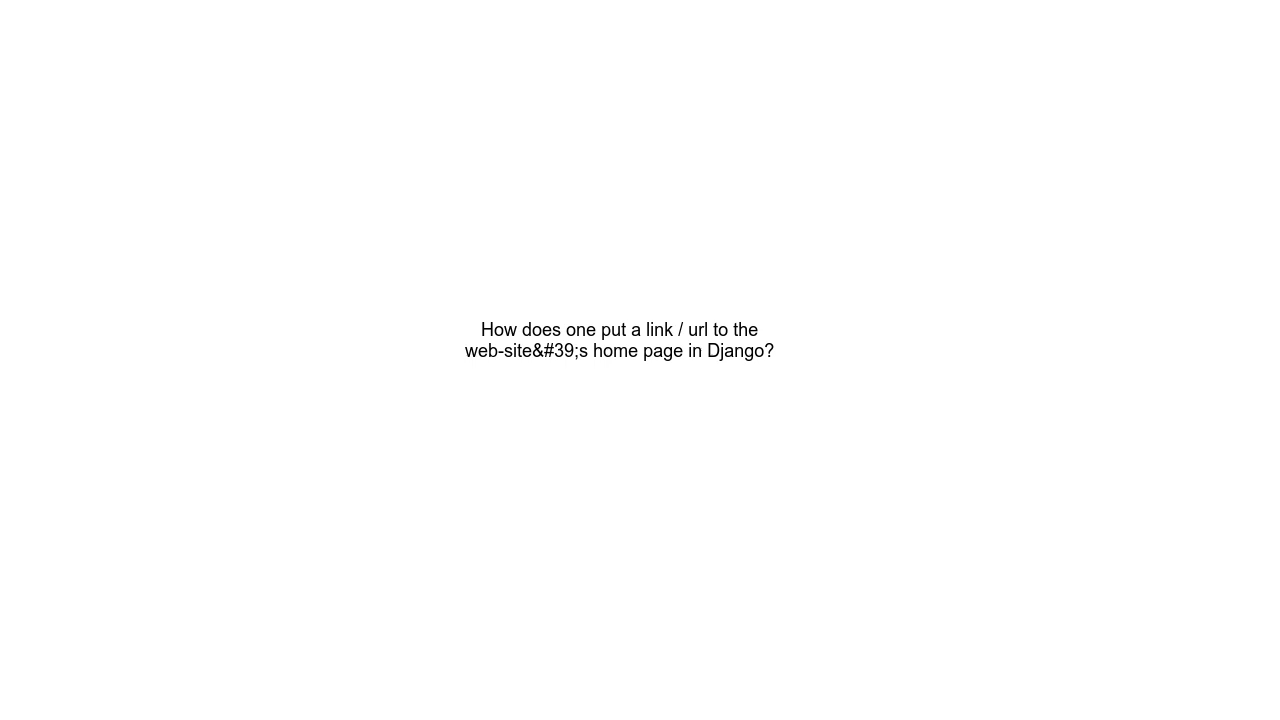 How does one put a link / url to the
web-site&#39;s home page in Django?